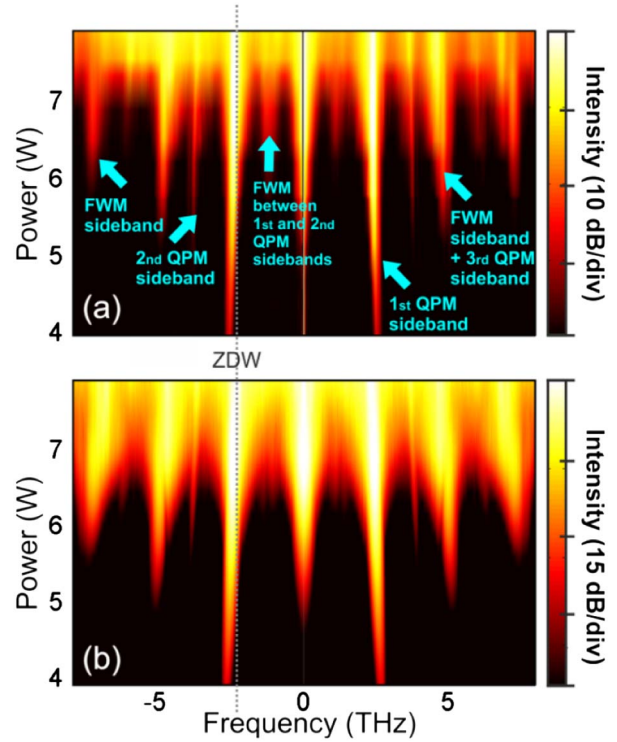 7
6
5
4
Power (W)
(a)
FWM
sideband
2nd QPM
sideband
FWM
between
1st and 2nd
QPM
sidebands
1st QPM
sideband
FWM
sideband
+ 3rd QPM
sideband
Intensity (10 dB/div)
ZDW
7
6
5
4
Power (W)
(b)
Intensity (15 dB/div)
-5
0
5
Frequency (THz)